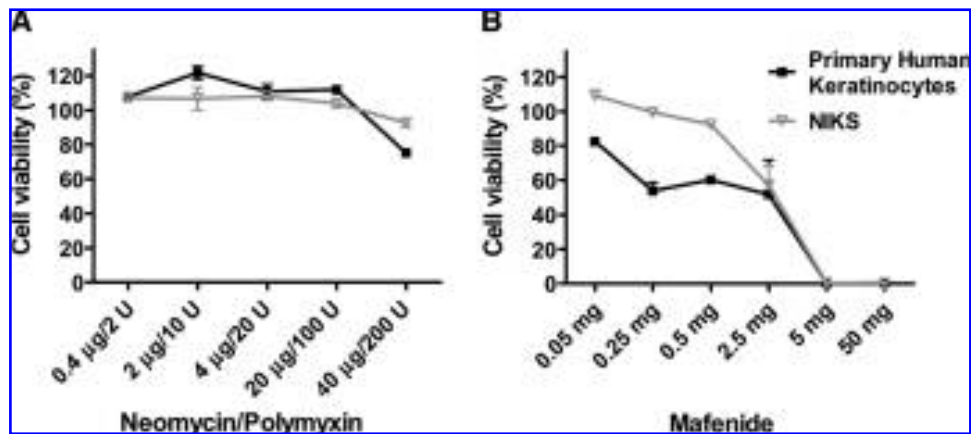 A
Cell viability (%)
120
100
80
60
40
20
0
0.4 µg/2 U
2 µg/10 U
4 µg/20 U
20 µg/100 U
40 µg/200 U
Neomycin/Polymyxin
B
Cell viability (%)
120
100
80
60
40
20
0
0.05 mg
0.25 mg
0.5 mg
2.5 mg
5 mg
50 mg
Mafenide
Primary Human
Keratinocytes
NIKS